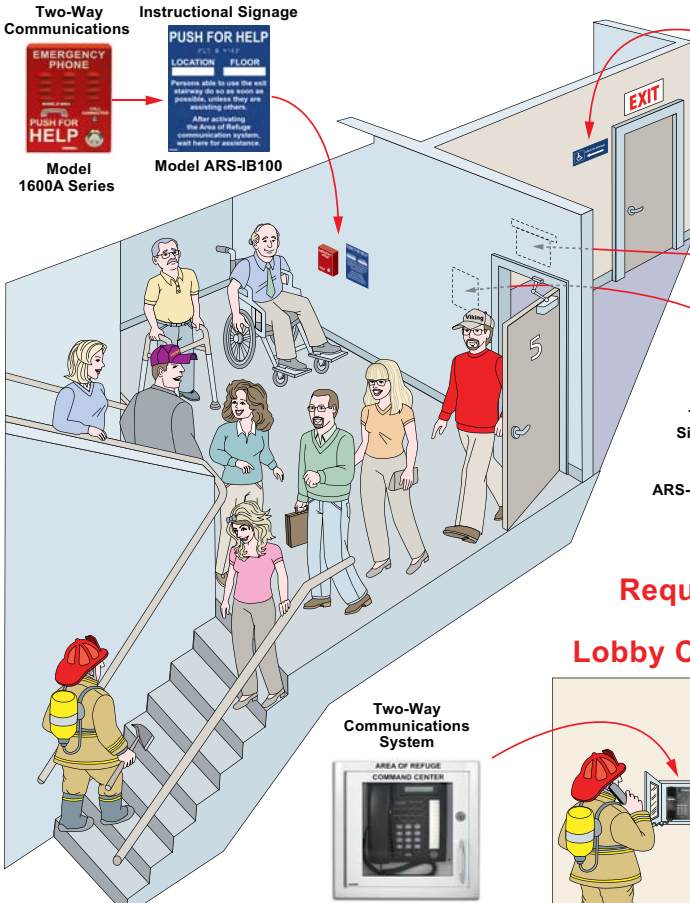 Two-Way
Communications
Instructional Signage
EMERGENCY
PHONE
PUSH FOR
HELP
CALL
CONNECTED
Model
1600A Series
PUSH FOR HELP
LOCATION FLOOR
Persons able to use the exit
stairway do so as soon as
possible, unless they are
assisting others.
After activating
the Area of Refuge
communication system,
wait here for assistance.
Model ARS-IB100
EXIT
Viking
5
Si
ARS-
Requ
Lobby C
Two-Way
Communications
System
AREA OF REFUGE
COMMAND CENTER